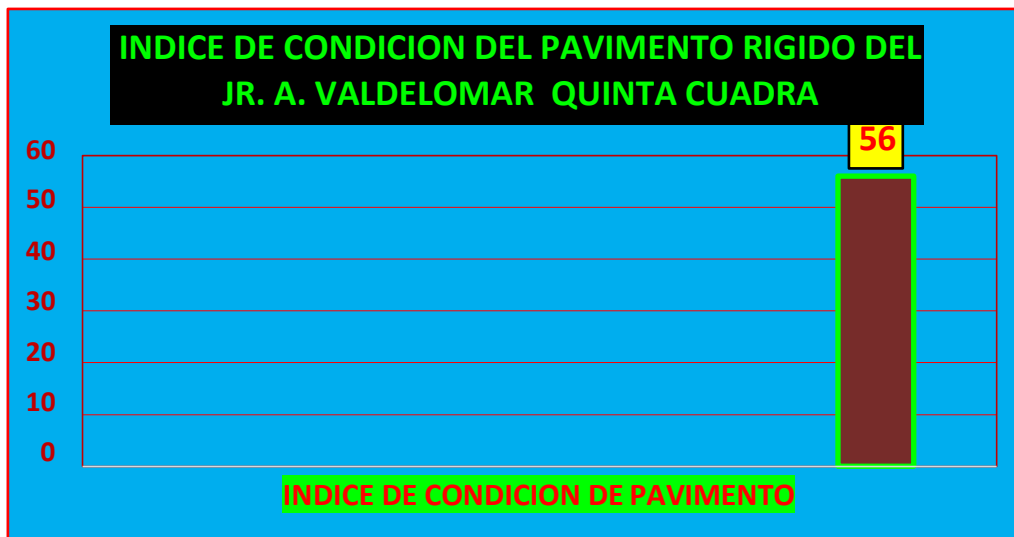 INDICE DE CONDICION DEL PAVIMENTO RIGIDO DEL
JR. A. VALDELOMAR QUINTA CUADRA
56
60
50
40
30
20
10
0
INDICE DE CONDICION DE PAVIMENTO